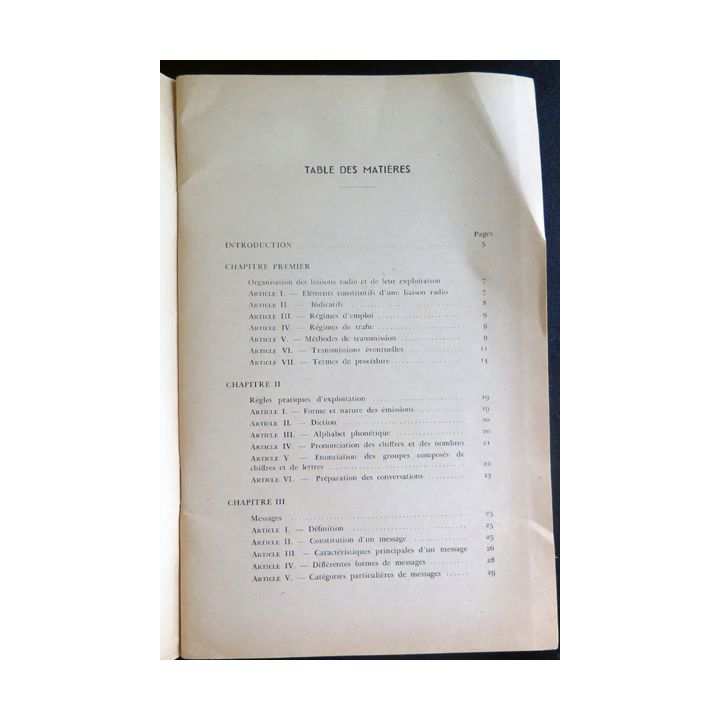 TABLE DES MATIÈRES
Pages
INTRODUCTION .......... 5
CHAPITRE PREMIER
Organisation des liaisons radio et de leur exploitation .. 7
ARTICLE I. — Eléments constitutifs d'une liaison radio .. 7
ARTICLE II. — Indicatifs .......... 8
ARTICLE III. — Régimes d'emploi .......... 9
ARTICLE IV. — Régimes de trafic .......... 9
ARTICLE V. — Méthodes de transmission .......... 9
ARTICLE VI. — Transmissions éventuelles ..........
ARTICLE VII. — Termes de procédure .......... 14
CHAPITRE II
Règles pratiques d'exploitation .......... 19
ARTICLE I. — Forme et nature des émissions .......... 19
ARTICLE II. — Diction .......... 20
ARTICLE III. — Alphabet phonétique .......... 20
ARTICLE IV. — Prononciation des chiffres et des nombres 21
ARTICLE V. — Enonciation des groupes composés de
chiffres et de lettres .......... 22
ARTICLE VI. — Préparation des conversations .......... 23
CHAPITRE III
Messages .......... 25
ARTICLE I. — Définition .......... 25
ARTICLE II. — Constitution d'un message .......... 25
ARTICLE III. — Caractéristiques principales d'un message 26
ARTICLE IV. — Différentes formes de messages .......... 28
ARTICLE V. — Catégories particulières de messages ...... 29